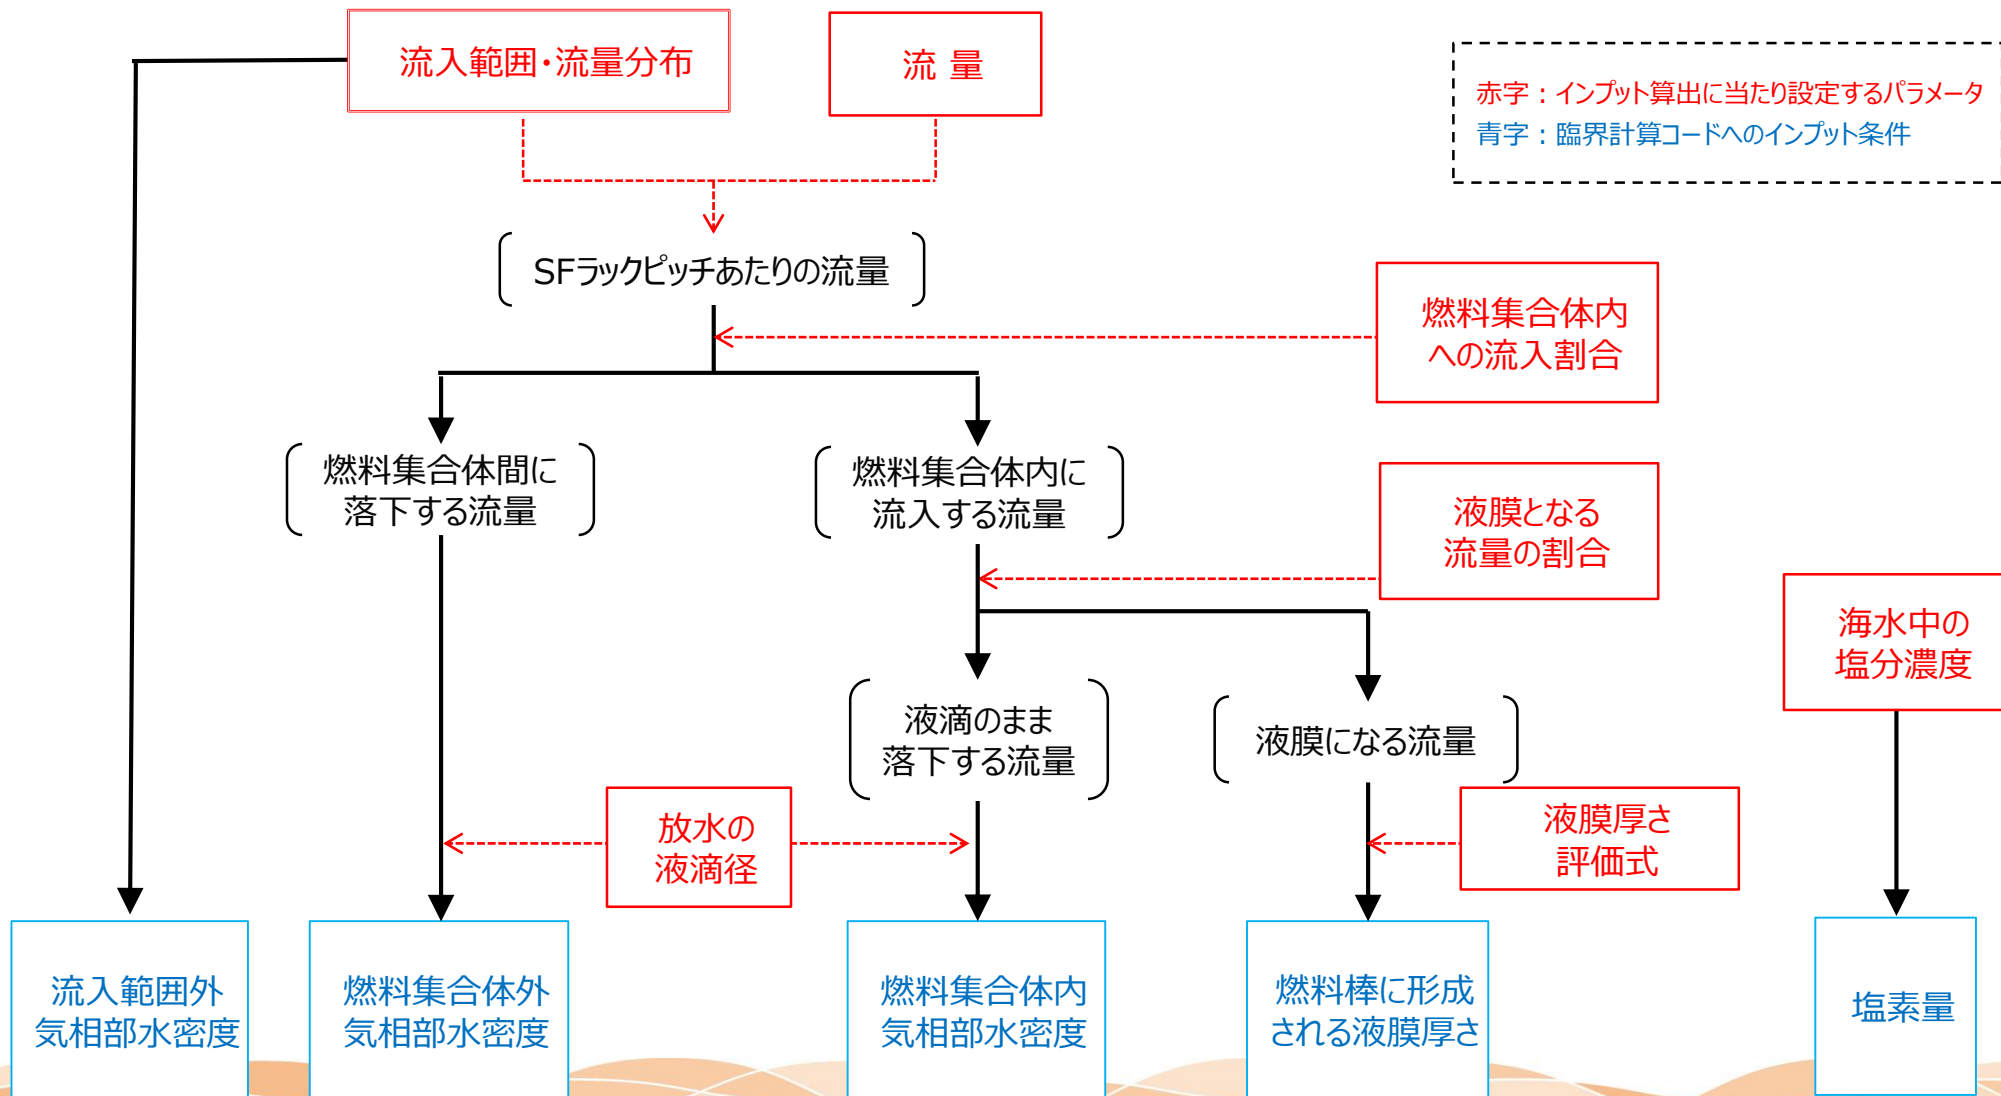 流入範囲・流量分布
流 量
赤字：インプット算出に当たり設定するパラメータ
青字：臨界計算コードへのインプット条件
SFラックピッチあたりの流量
燃料集合体内
への流入割合
燃料集合体間に
落下する流量
燃料集合体内に
流入する流量
液膜となる
流量の割合
海水中の
塩分濃度
液滴のまま
落下する流量
液膜になる流量
放水の
液滴径
液膜厚さ
評価式
流入範囲外
気相部水密度
燃料集合体外
気相部水密度
燃料集合体内
気相部水密度
燃料棒に形成
される液膜厚さ
塩素量